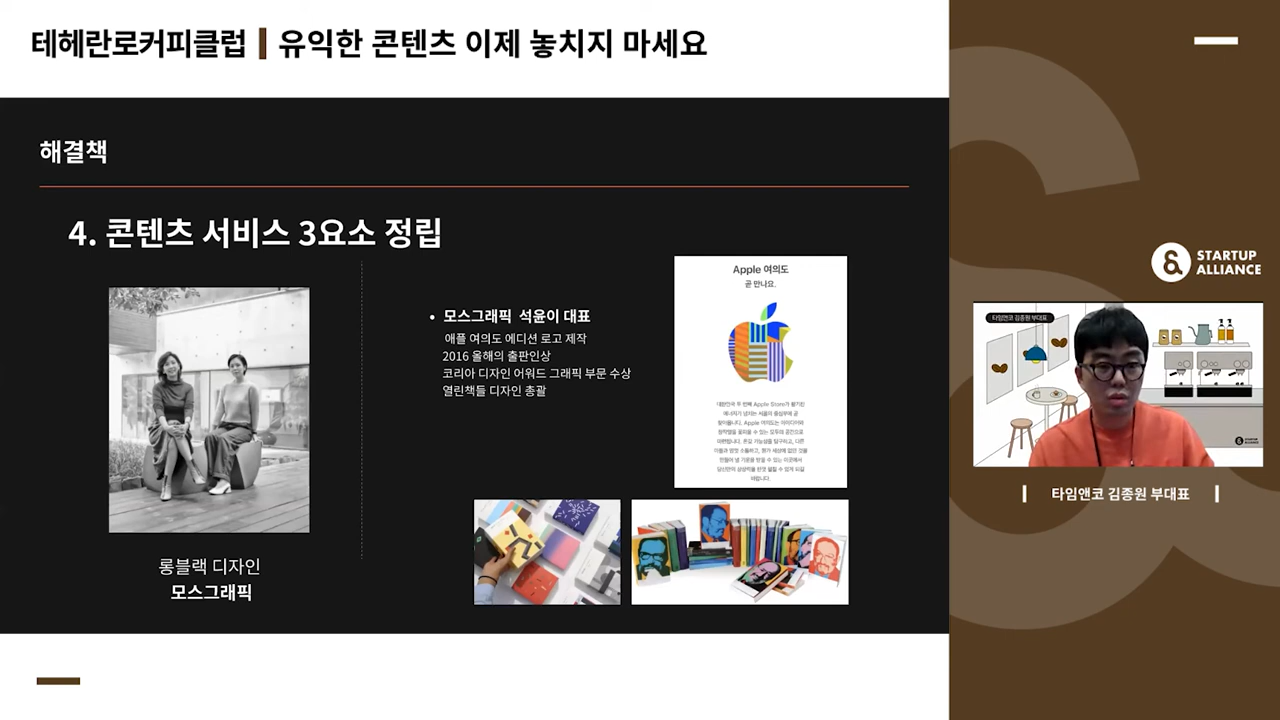 테헤란로커피클럽 | 유익한 콘텐츠 이제 놓치지 마세요
해결책
4. 콘텐츠 서비스 3요소 정립
롱블랙 디자인
모스그래픽
• 모스그래픽 석윤이 대표
애플 여의도 에디션 로고 제작
2016 올해의 출판인상
코리아 디자인 어워드 그래픽 부문 수상
열린책들 디자인 총괄
Apple 여의도
곧 만나요.
STARTUP
ALLIANCE
타임앤코 김종원 부대표
| 타임앤코 김종원 부대표 |